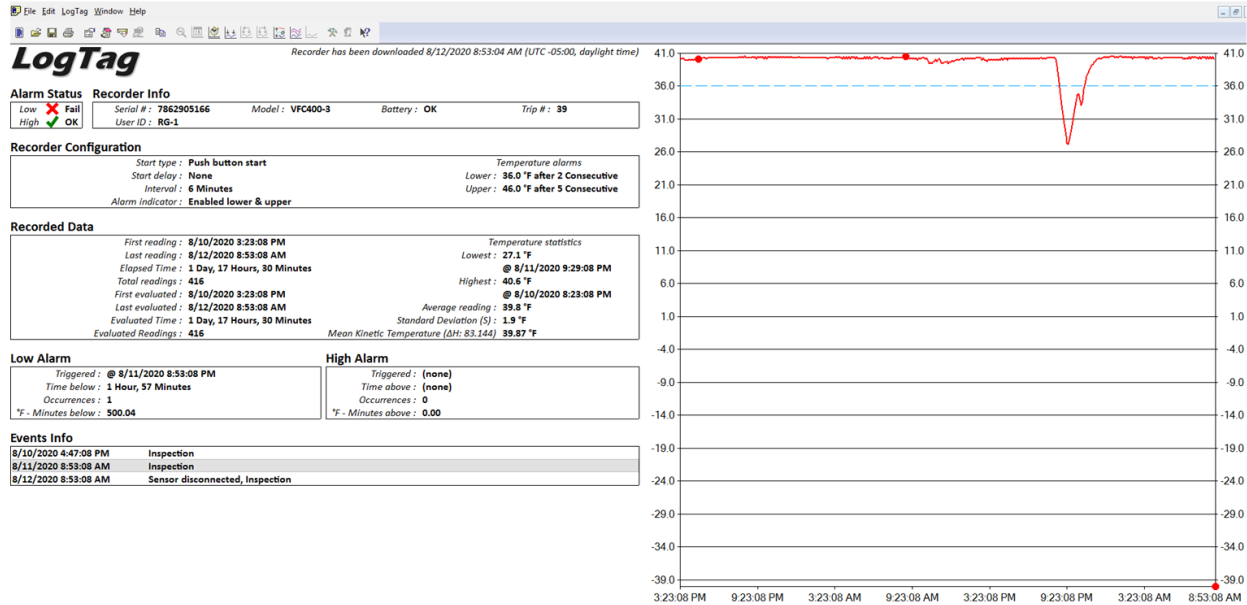 File Edit LogTag Window Help
LogTag
Recorder has been downloaded 8/12/2020 8:53:04 AM (UTC -05:00, daylight time)
Alarm Status
Low Fail
High OK
Recorder Info
Serial # : 7862905166 Model : VFC400-3 Battery : OK Trip # : 39
User ID : RG-1
Recorder Configuration
Start type : Push button start
Start delay : None
Interval : 6 Minutes
Alarm indicator : Enabled lower & upper
Temperature alarms
Lower : 36.0 °F after 2 Consecutive
Upper : 46.0 °F after 5 Consecutive
Recorded Data
First reading : 8/10/2020 3:23:08 PM
Last reading : 8/12/2020 8:53:08 AM
Elapsed Time : 1 Day, 17 Hours, 30 Minutes
Total readings : 416
First evaluated : 8/10/2020 3:23:08 PM
Last evaluated : 8/12/2020 8:53:08 AM
Evaluated Time : 1 Day, 17 Hours, 30 Minutes
Evaluated Readings : 416
Temperature statistics
Lowest : 27.1 °F
@ 8/11/2020 9:29:08 PM
Highest : 40.6 °F
@ 8/10/2020 8:23:08 PM
Average reading : 39.8 °F
Standard Deviation (S) : 1.9 °F
Mean Kinetic Temperature (ΔH: 83.144) 39.87 °F
Low Alarm
Triggered : @ 8/11/2020 8:53:08 PM
Time below : 1 Hour, 57 Minutes
Occurrences : 1
°F - Minutes below : 500.04
High Alarm
Triggered : (none)
Time above : (none)
Occurrences : 0
°F - Minutes above : 0.00
Events Info
8/10/2020 4:47:08 PM Inspection
8/11/2020 8:53:08 AM Inspection
8/12/2020 8:53:08 AM Sensor disconnected, Inspection
41.0 41.0
36.0 36.0
31.0 31.0
26.0 26.0
21.0 21.0
16.0 16.0
11.0 11.0
6.0 6.0
1.0 1.0
-4.0 -4.0
-9.0 -9.0
-14.0 -14.0
-19.0 -19.0
-24.0 -24.0
-29.0 -29.0
-34.0 -34.0
-39.0 -39.0
3:23:08 PM 9:23:08 PM 3:23:08 AM 9:23:08 AM 3:23:08 PM 9:23:08 PM 3:23:08 AM 8:53:08 AM